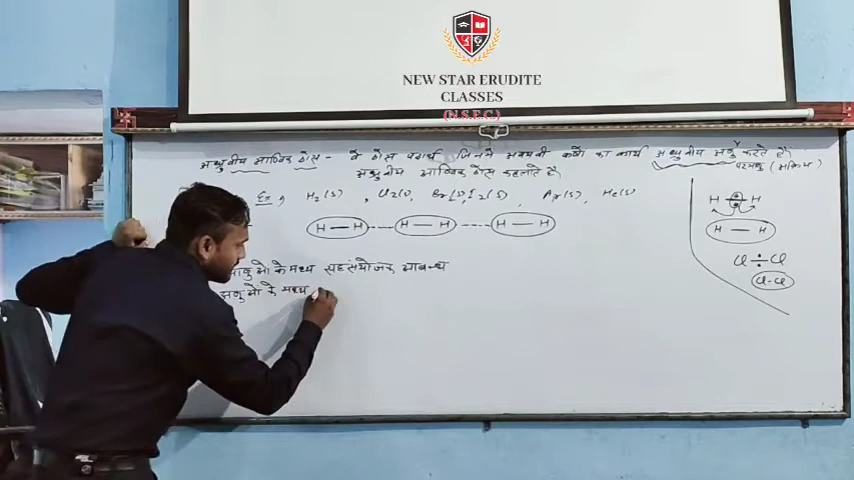 NEW STAR ERUDITE
CLASSES
(N.S.E.C.)
अध्रुवीय आण्विक ठोस - वे ठोस पदार्थ जिनमें अवयवी कणों का कार्य अध्रुवीय अणु करते हैं
अध्रुवीय आण्विक ठोस कहलाते हैं
परमाणु (सक्रिय)
Ex, H₂(s), Cl₂(s), Br₂(s), I₂(s), Ar(s), He(s)
H — H ---- H — H ---- H — H
के मध्य सहसंयोजक आबन्ध
अणुओं के मध्य
H H
H — H
Cl Cl
Cl-Cl